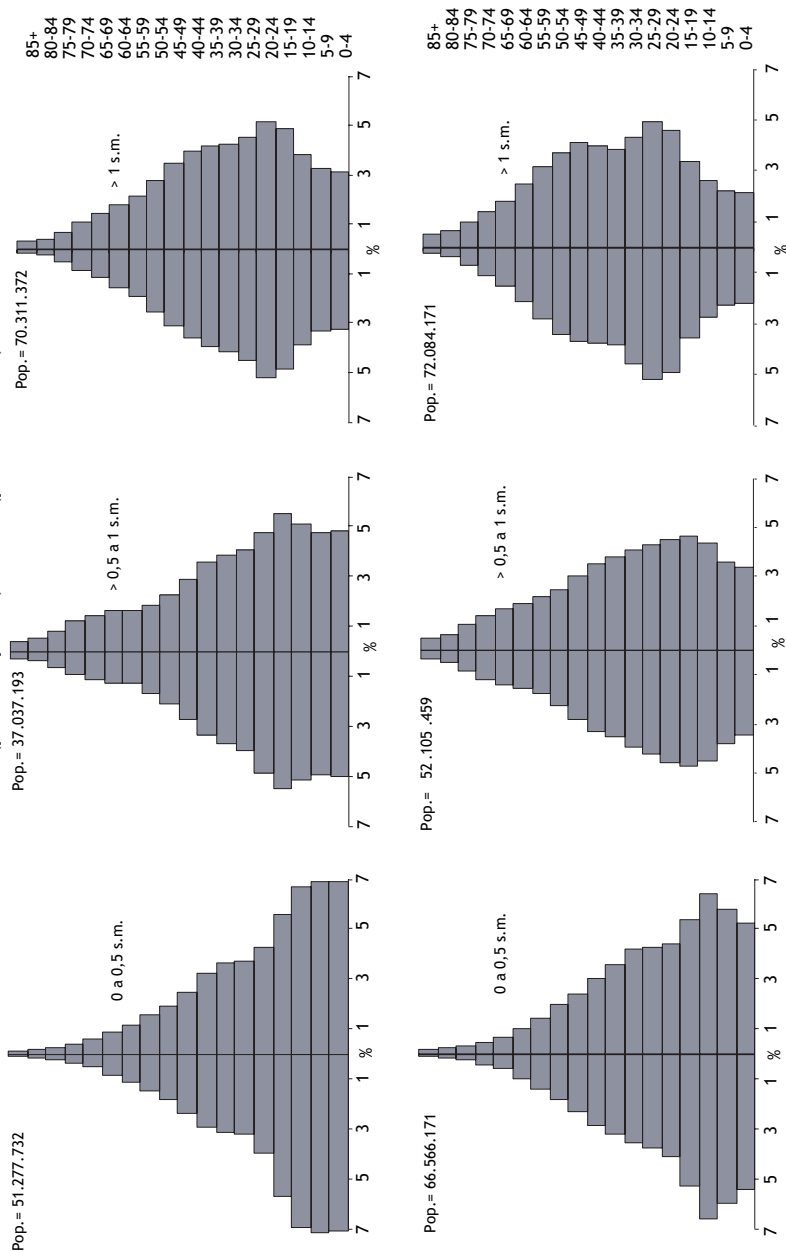 Pop.= 51.277.732
0 a 0,5 s.m.
7 5 3 1 % 1 3 5 7
Pop.= 37.037.193
> 0,5 a 1 s.m.
7 5 3 1 % 1 3 5 7
Pop. = 70.311.372
> 1 s.m.
7 5 3 1 % 1 3 5 7
85+
80-84
75-79
70-74
65-69
60-64
55-59
50-54
45-49
40-44
35-39
30-34
25-29
20-24
15-19
10-14
5-9
0-4
Pop.= 66.566.171
0 a 0,5 s.m.
7 5 3 1 % 1 3 5 7
Pop.= 52 .105 .459
> 0,5 a 1 s.m.
7 5 3 1 % 1 3 5 7
Pop. = 72.084.171
> 1 s.m.
7 5 3 1 % 1 3 5 7
85+
80-84
75-79
70-74
65-69
60-64
55-59
50-54
45-49
40-44
35-39
30-34
25-29
20-24
15-19
10-14
5-9
0-4